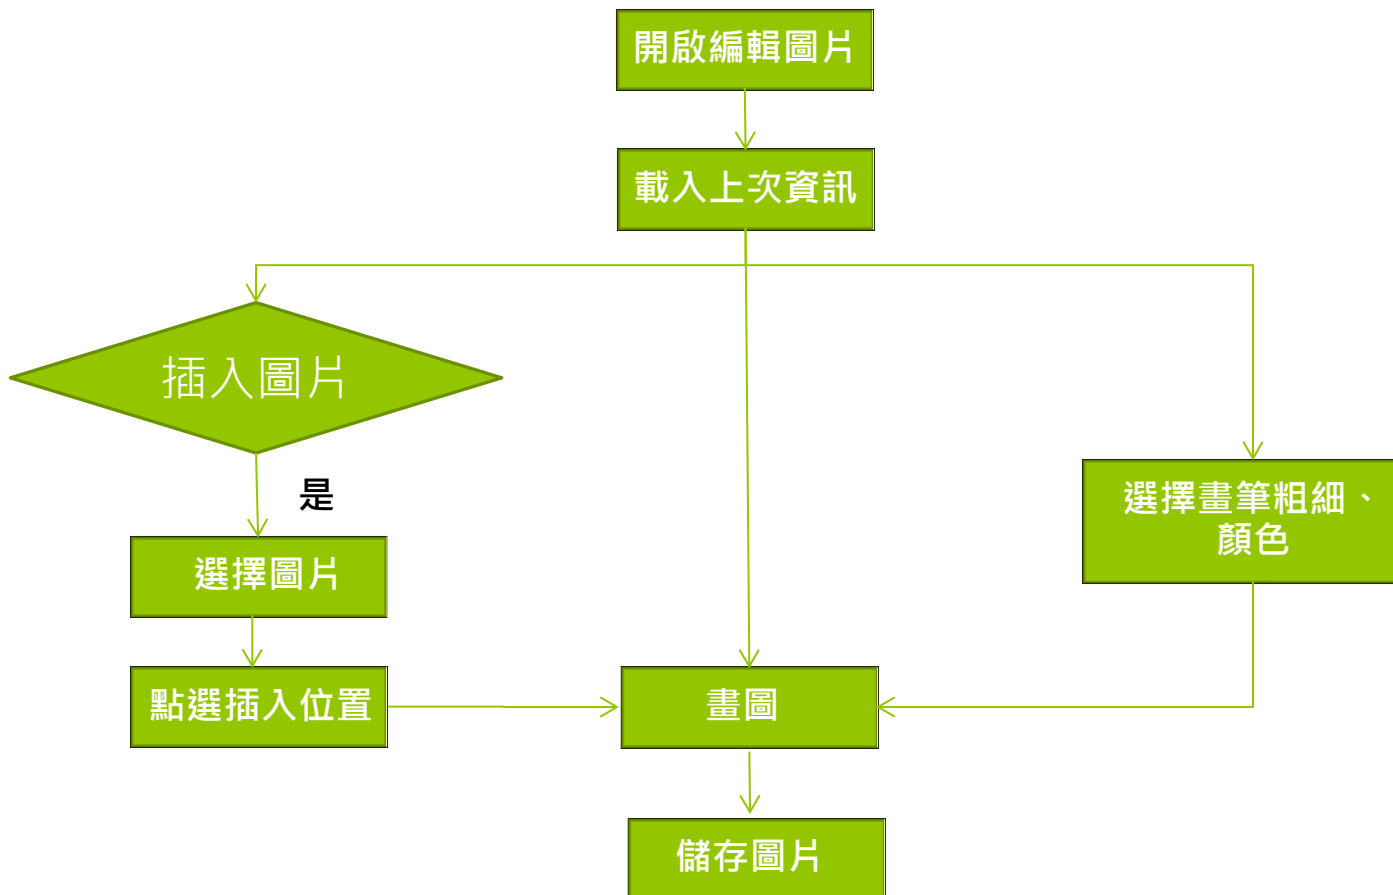 開啟編輯圖片
載入上次資訊
插入圖片
是
選擇圖片
點選插入位置
選擇畫筆粗細、
顏色
畫圖
儲存圖片